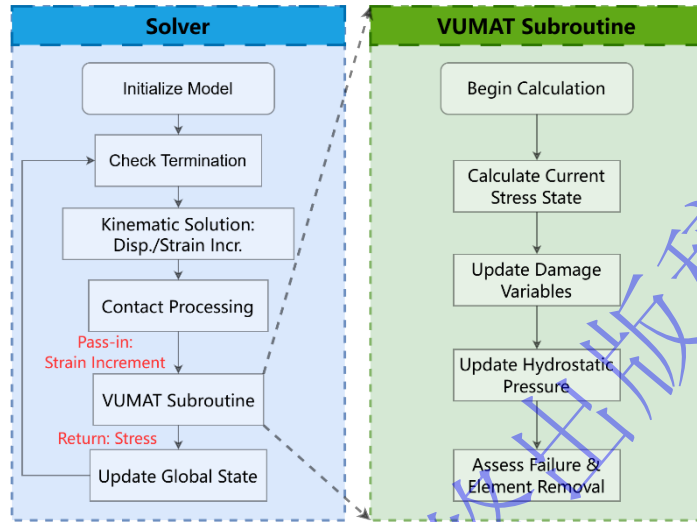 Solver
Initialize Model
Check Termination
Kinematic Solution:
Disp./Strain Incr.
Contact Processing
Pass-in:
Strain Increment
VUMAT Subroutine
Return: Stress
Update Global State
VUMAT Subroutine
Begin Calculation
Calculate Current
Stress State
Update Damage
Variables
Update Hydrostatic
Pressure
Assess Failure &
Element Removal
出版